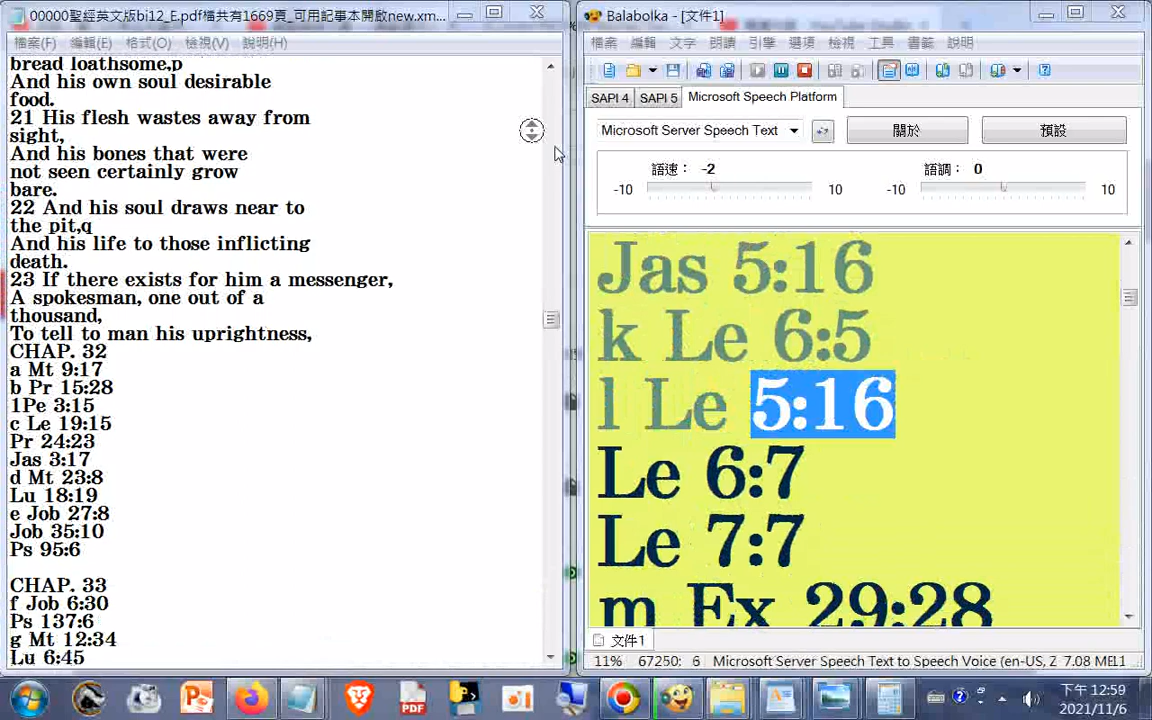 00000聖經英文版bi12_E.pdf檔共有1669頁_可用記事本開啟new.xm...
檔案(F) 編輯(E) 格式(O) 檢視(V) 說明(H)
bread loathsome,p
And his own soul desirable
food.
21 His flesh wastes away from
sight,
And his bones that were
not seen certainly grow
bare.
22 And his soul draws near to
the pit,q
And his life to those inflicting
death.
23 If there exists for him a messenger,
A spokesman, one out of a
thousand,
To tell to man his uprightness,
CHAP. 32
a Mt 9:17
b Pr 15:28
1Pe 3:15
c Le 19:15
Pr 24:23
Jas 3:17
d Mt 23:8
Lu 18:19
e Job 27:8
Job 35:10
Ps 95:6
CHAP. 33
f Job 6:30
Ps 137:6
g Mt 12:34
Lu 6:45
Balabolka - [文件1]
檔案 編輯 文字 朗讀 引擎 選項 檢視 工具 書籤 說明
SAPI 4 SAPI 5 Microsoft Speech Platform
Microsoft Server Speech Text 關於 預設
語速: -2 語調: 0
-10 10 -10 10
Jas 5:16
k Le 6:5
l Le 5:16
Le 6:7
Le 7:7
m Ex 29:28
文件1
11% 67250: 6 Microsoft Server Speech Text to Speech Voice (en-US, Z 7.08 ME11
PDF
下午 12:59
2021/11/6